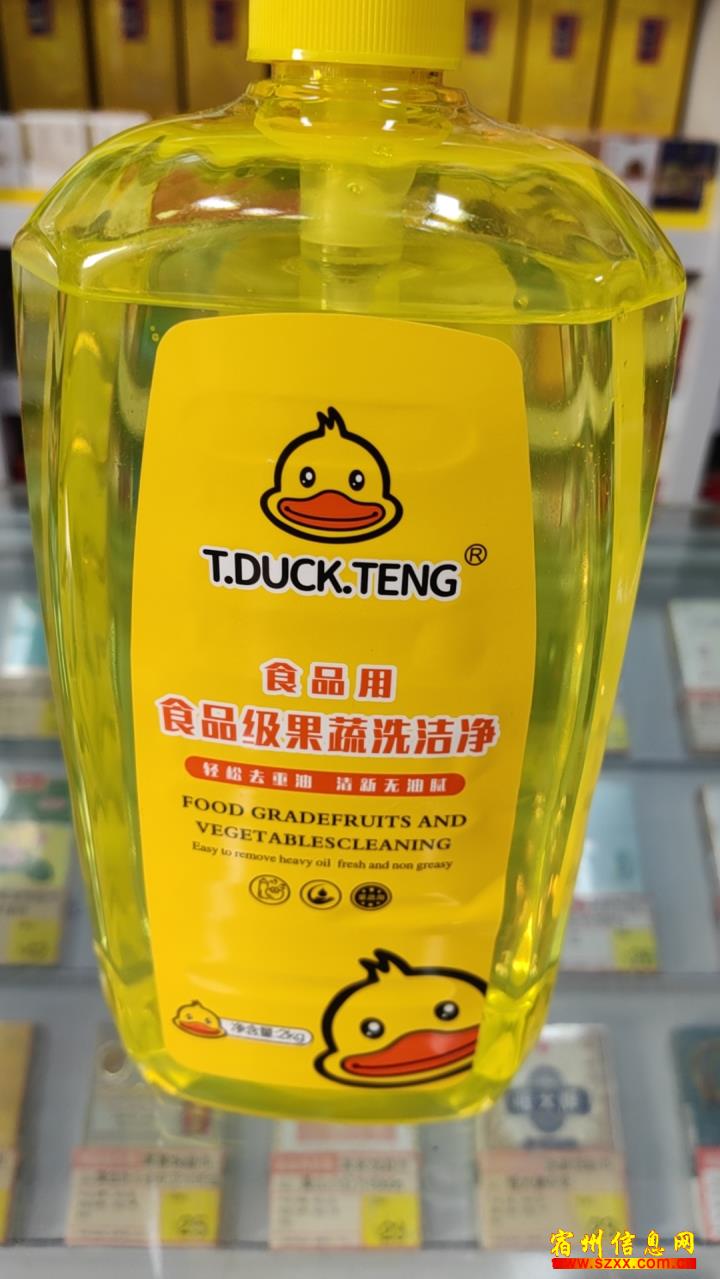 T.DUCK.TENG®
食品用
食品级果蔬洗洁净
轻松去重油 清新无油腻
FOOD GRADEFRUITS AND
VEGETABLESCLEANING
Easy to remove heavy oil fresh and non greasy
净含量:2kg
宿州信息网
www.szxx.com.cn